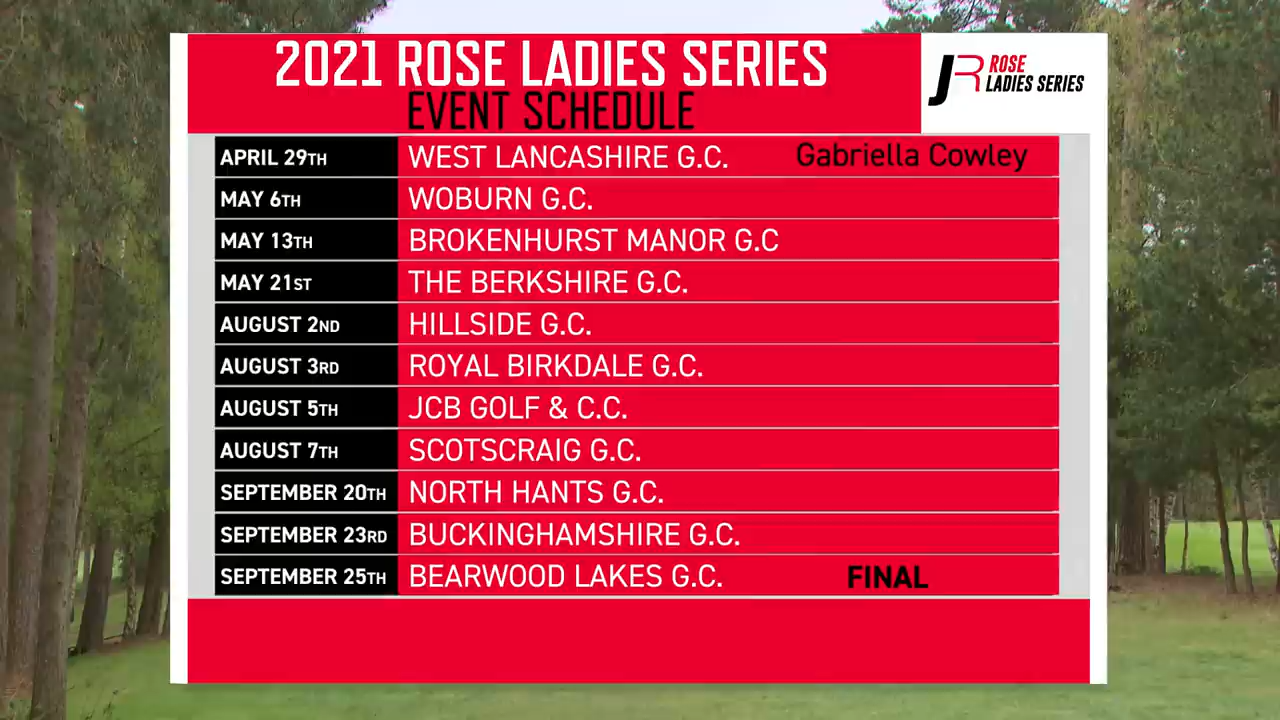 2021 ROSE LADIES SERIES
EVENT SCHEDULE
JR ROSE
LADIES SERIES
APRIL 29TH WEST LANCASHIRE G.C. Gabriella Cowley
MAY 6TH WOBURN G.C.
MAY 13TH BROKENHURST MANOR G.C
MAY 21ST THE BERKSHIRE G.C.
AUGUST 2ND HILLSIDE G.C.
AUGUST 3RD ROYAL BIRKDALE G.C.
AUGUST 5TH JCB GOLF & C.C.
AUGUST 7TH SCOTSCRAIG G.C.
SEPTEMBER 20TH NORTH HANTS G.C.
SEPTEMBER 23RD BUCKINGHAMSHIRE G.C.
SEPTEMBER 25TH BEARWOOD LAKES G.C. FINAL